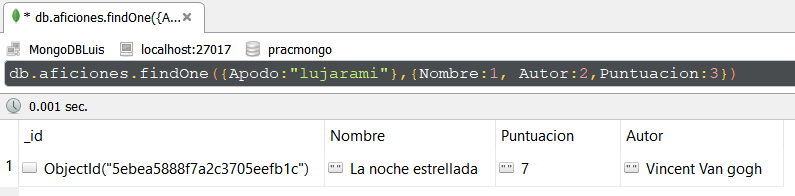 * db.aficiones.findOne({A...
MongoDBLuis localhost:27017 pracmongo
db.aficiones.findOne({Apodo:"lujarami"},{Nombre:1, Autor:2,Puntuacion:3})
0.001 sec.
_id Nombre Puntuacion Autor
1 ObjectId("5ebea5888f7a2c3705eefb1c") "" La noche estrellada "" 7 "" Vincent Van gogh